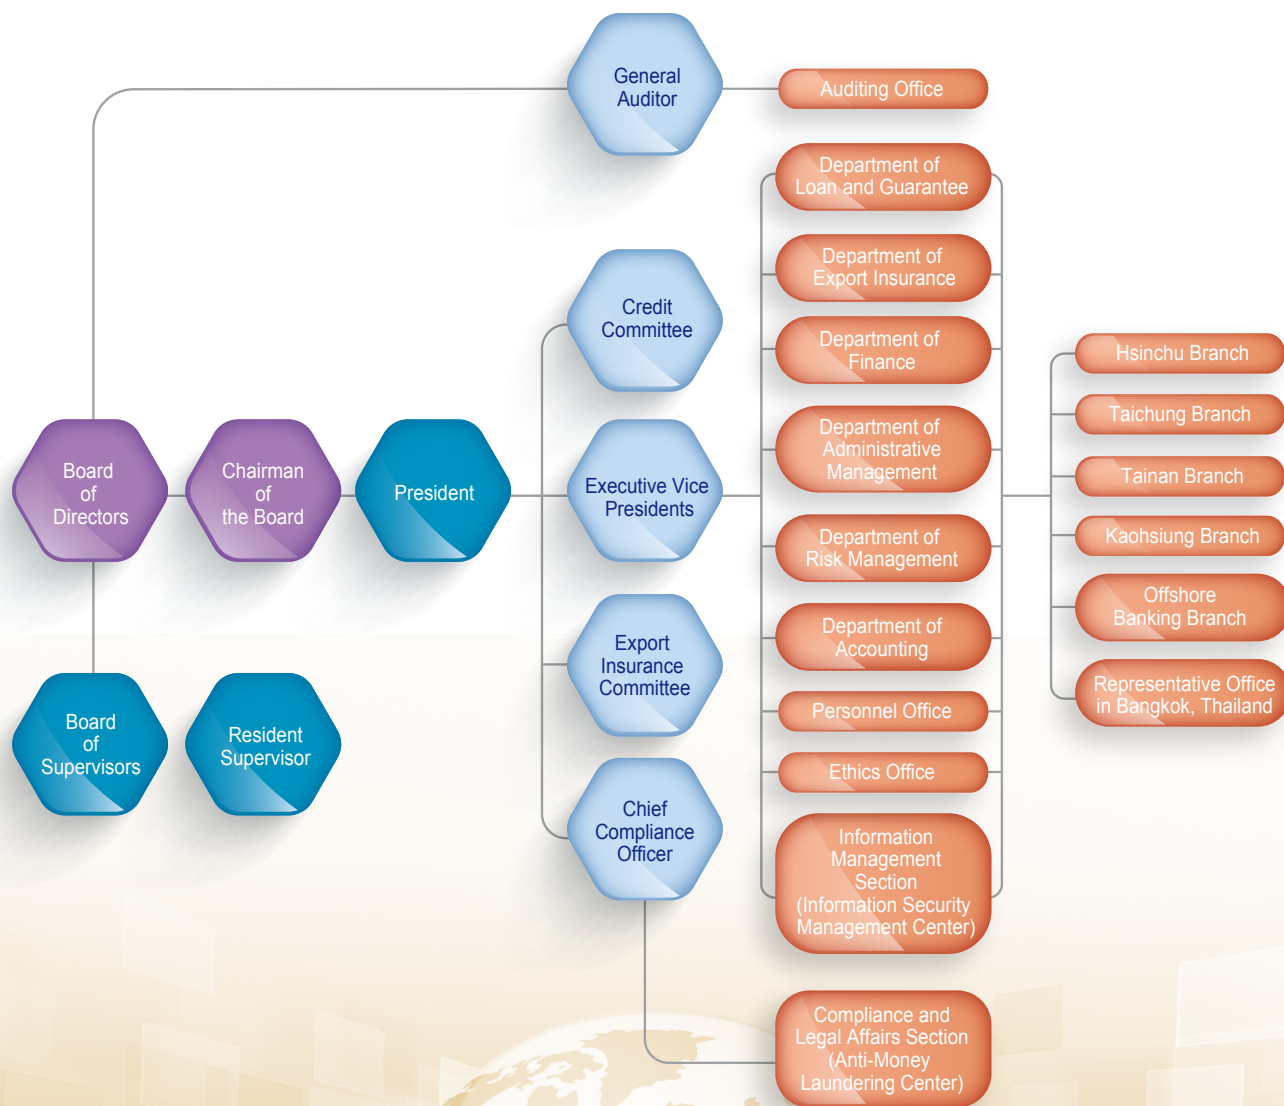 General
Auditor
Auditing Office
Department of
Loan and Guarantee
Department of
Export Insurance
Credit
Committee
Department of
Finance
Hsinchu Branch
Taichung Branch
Department of
Administrative
Management
Board
of
Directors
Chairman
of
the Board
President
Executive Vice
Presidents
Tainan Branch
Kaohsiung Branch
Department of
Risk Management
Offshore
Banking Branch
Department of
Accounting
Export
Insurance
Committee
Representative Office
in Bangkok, Thailand
Personnel Office
Board
of
Supervisors
Resident
Supervisor
Ethics Office
Chief
Compliance
Officer
Information
Management
Section
(Information Security
Management Center)
Compliance and
Legal Affairs Section
(Anti-Money
Laundering Center)